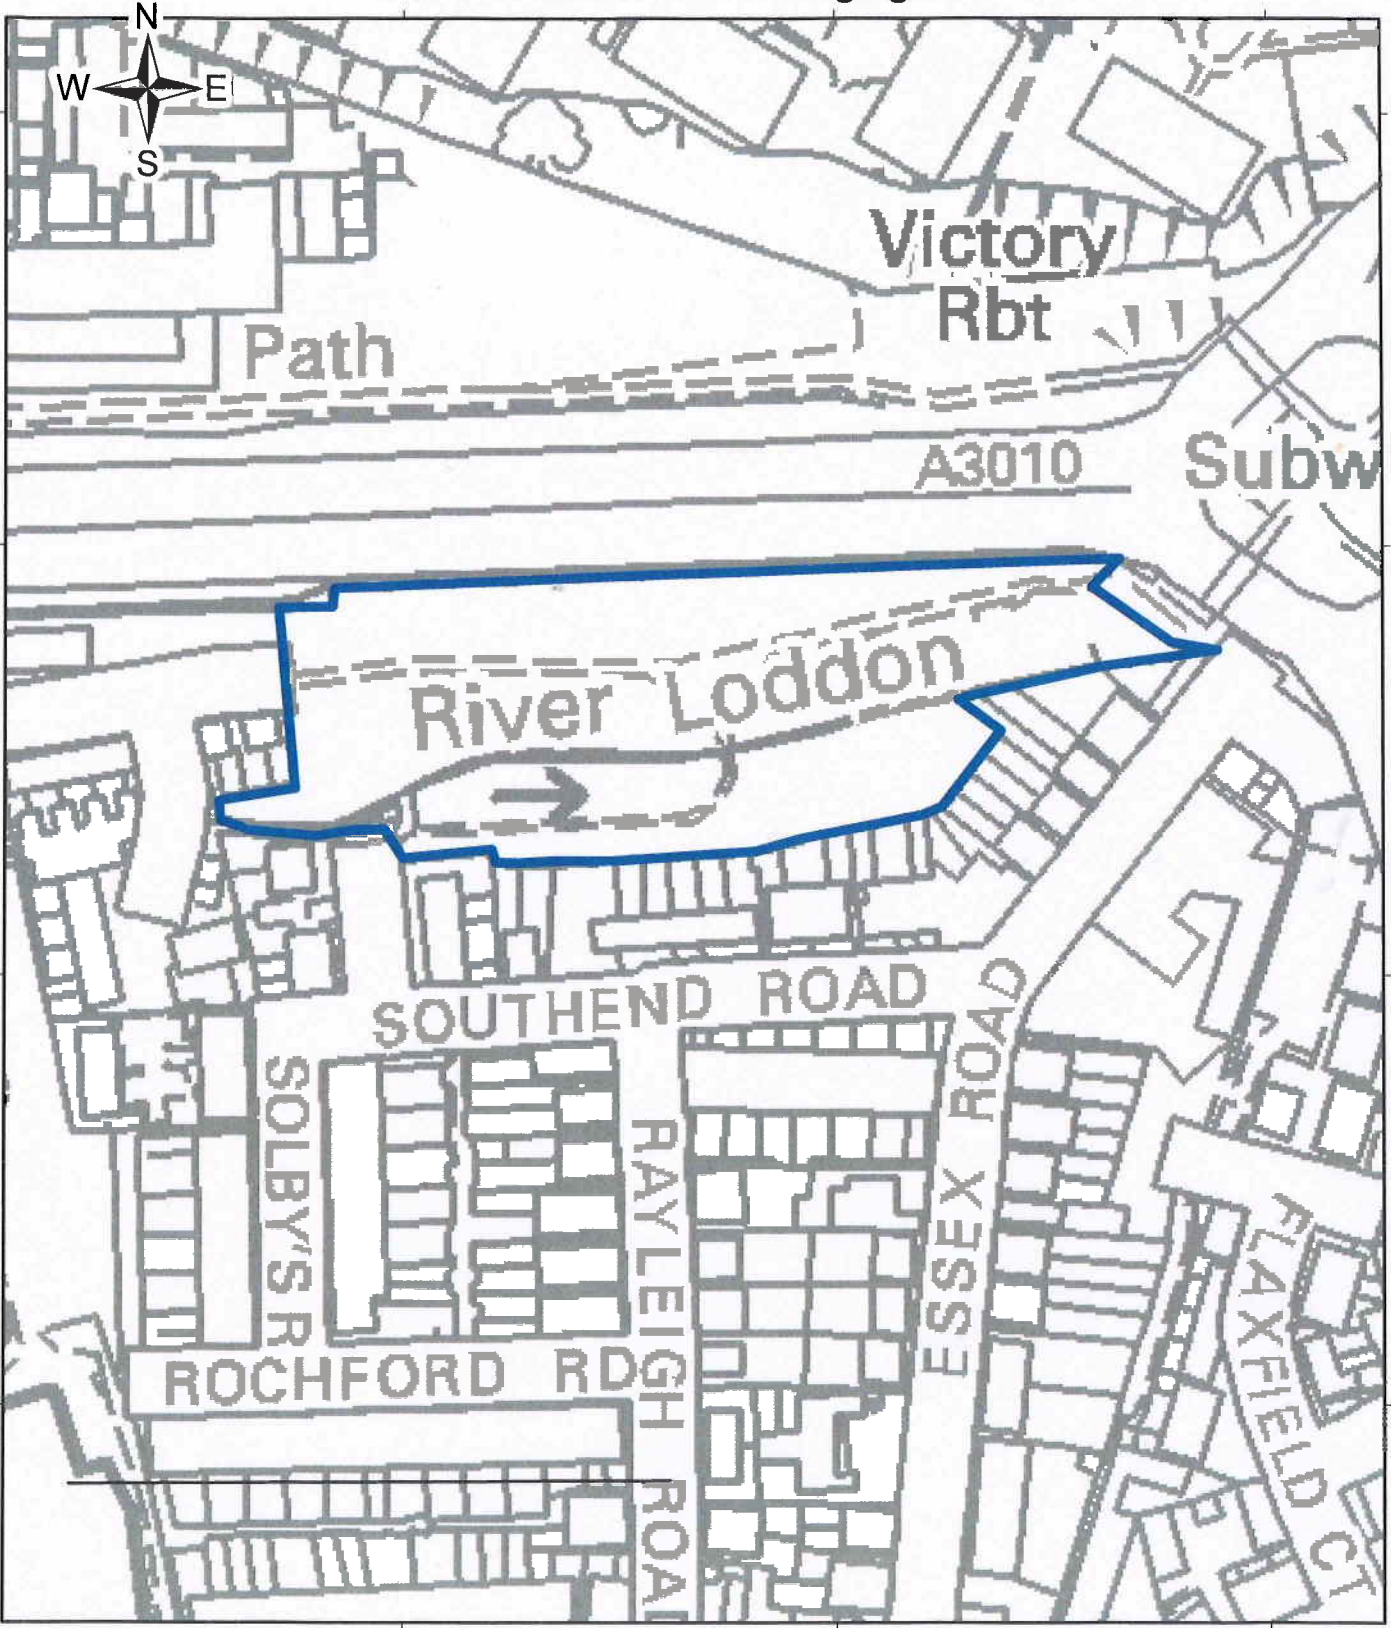 N
W E
S
Victory
Rbt
Path
A3010
Subw
River Loddon
SOUTHEND ROAD
SOLBY'S R
RAYLEIGH ROA
ESSEX ROAD
ROCHFORD RD
FLAXFIELD CT